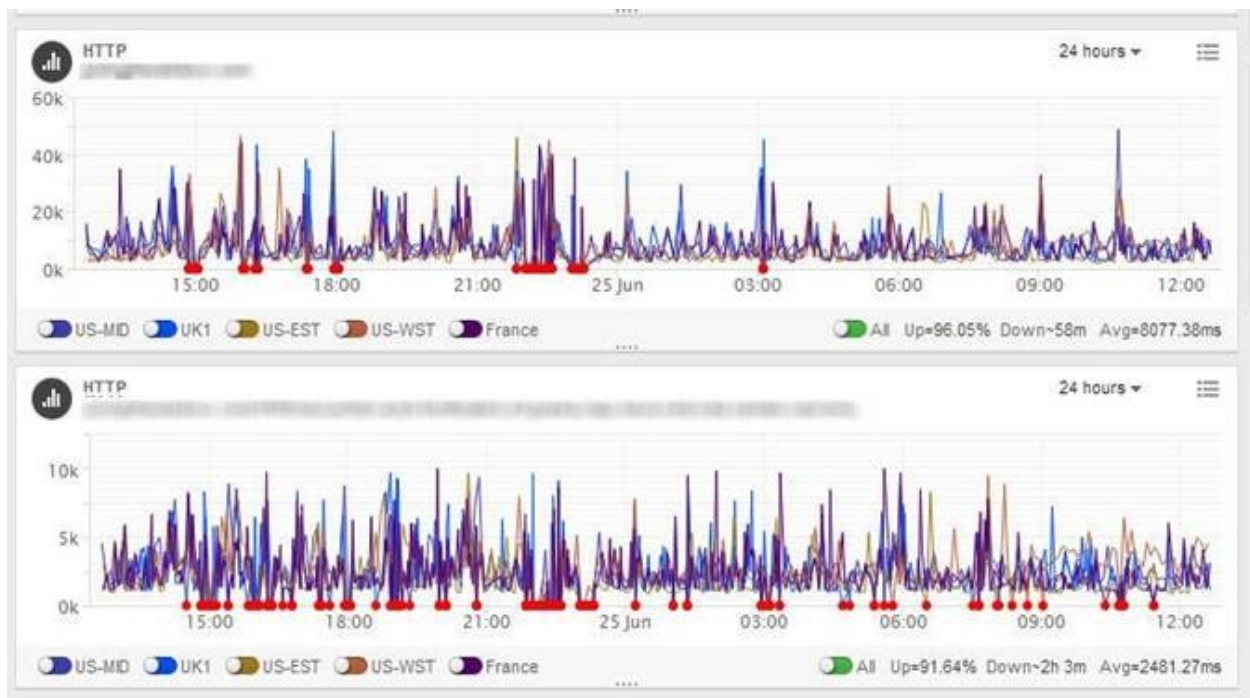 HTTP
24 hours
60k
40k
20k
0k
15:00 18:00 21:00 25 Jun 03:00 06:00 09:00 12:00
US-MID UK1 US-EST US-WST France All Up=96.05% Down~58m Avg=8077.38ms
HTTP
24 hours
10k
5k
0k
15:00 18:00 21:00 25 Jun 03:00 06:00 09:00 12:00
US-MID UK1 US-EST US-WST France All Up=91.64% Down~2h 3m Avg=2481.27ms